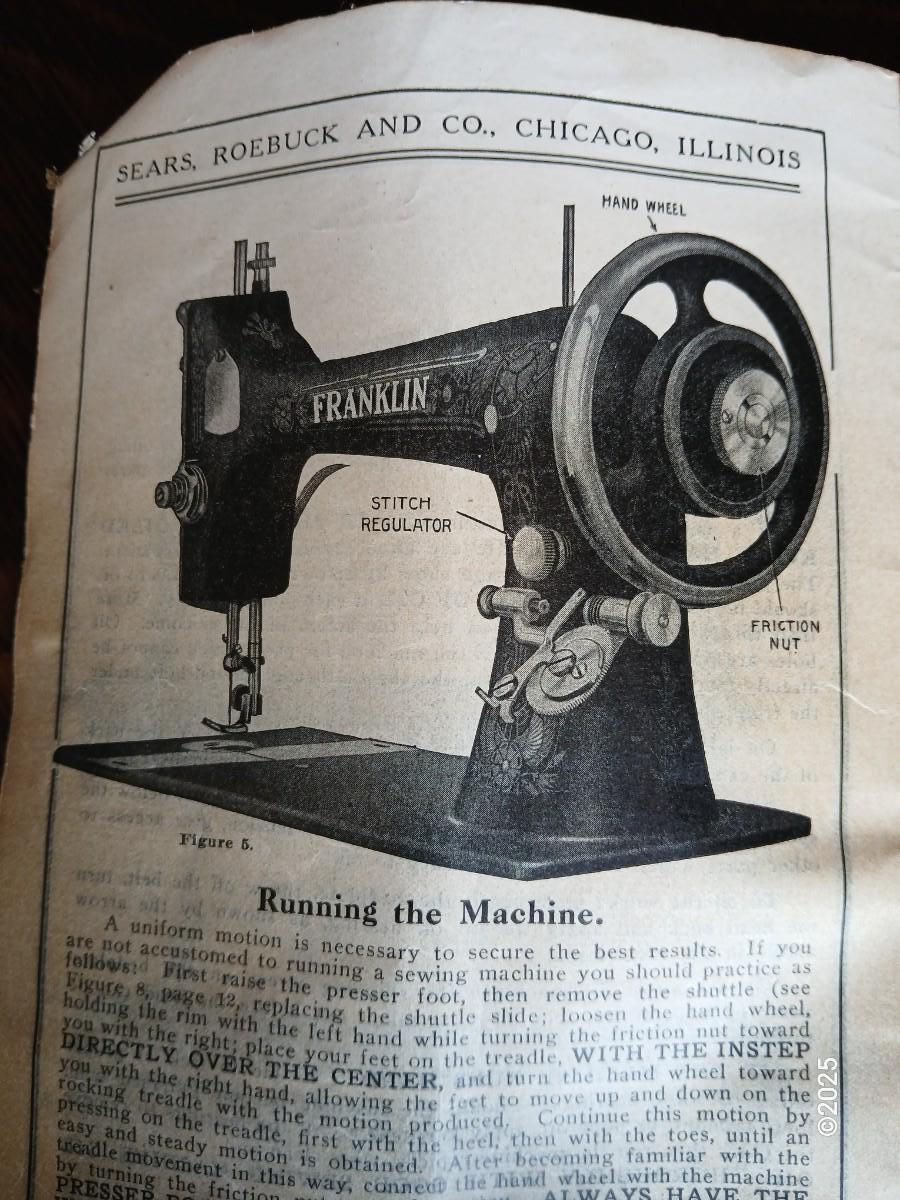 SEARS, ROEBUCK AND CO., CHICAGO, ILLINOIS
HAND WHEEL
FRANKLIN
STITCH
REGULATOR
FRICTION
NUT
Figure 5.
Running the Machine.
A uniform motion is necessary to secure the best results. If you
are not accustomed to running a sewing machine you should practice as
follows: First raise the presser foot, then remove the shuttle (see
Figure 8, page 12, replacing the shuttle slide; loosen the hand wheel,
holding the rim with the left hand while turning the friction nut toward
you with the right; place your feet on the treadle, WITH THE INSTEP
DIRECTLY OVER THE CENTER, and turn the hand wheel toward
you with the right hand, allowing the feet to move up and down on the
rocking treadle with the motion produced. Continue this motion by
pressing on the treadle, first with the heel, then with the toes, until an
easy and steady motion is obtained. After becoming familiar with the
treadle movement in this way, connect the hand wheel with the machine
by turning the friction ALWAYS HAVE THE
PRESSER
©2025